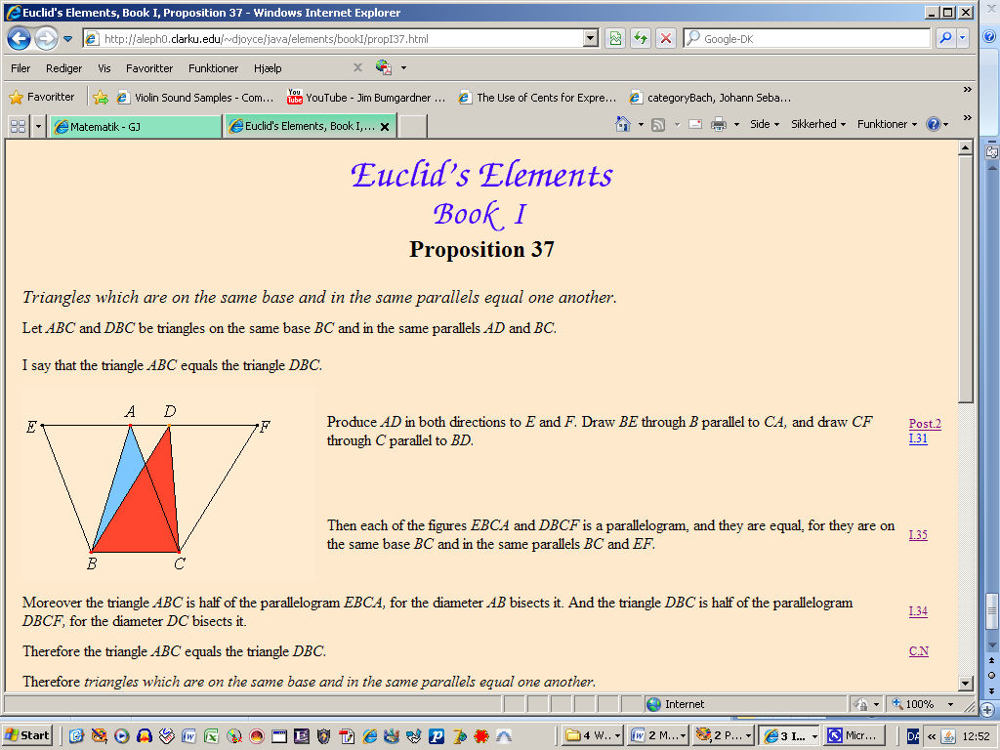 Euclid's Elements, Book I, Proposition 37 - Windows Internet Explorer
http://aleph0.clarku.edu/~djoyce/java/elements/bookI/propI37.html
Google-DK
Filer Rediger Vis Favoritter Funktioner Hjælp
Favoritter Violin Sound Samples - Com... YouTube - Jim Bumgardner ... The Use of Cents for Expre... categoryBach, Johann Seba...
Matematik - GJ Euclid's Elements, Book I,... Side Sikkerhed Funktioner
Euclid's Elements
Book I
Proposition 37
Triangles which are on the same base and in the same parallels equal one another.
Let ABC and DBC be triangles on the same base BC and in the same parallels AD and BC.
I say that the triangle ABC equals the triangle DBC.
A D
E F
B C
Produce AD in both directions to E and F. Draw BE through B parallel to CA, and draw CF
through C parallel to BD.
Post.2
I.31
Then each of the figures EBCA and DBCF is a parallelogram, and they are equal, for they are on
the same base BC and in the same parallels BC and EF.
I.35
Moreover the triangle ABC is half of the parallelogram EBCA, for the diameter AB bisects it. And the triangle DBC is half of the parallelogram
DBCF, for the diameter DC bisects it.
I.34
Therefore the triangle ABC equals the triangle DBC.
C.N
Therefore triangles which are on the same base and in the same parallels equal one another.
Internet 100%
Start 4 W... 2 M... 2 P... 3 I... Micr... DA 12:52